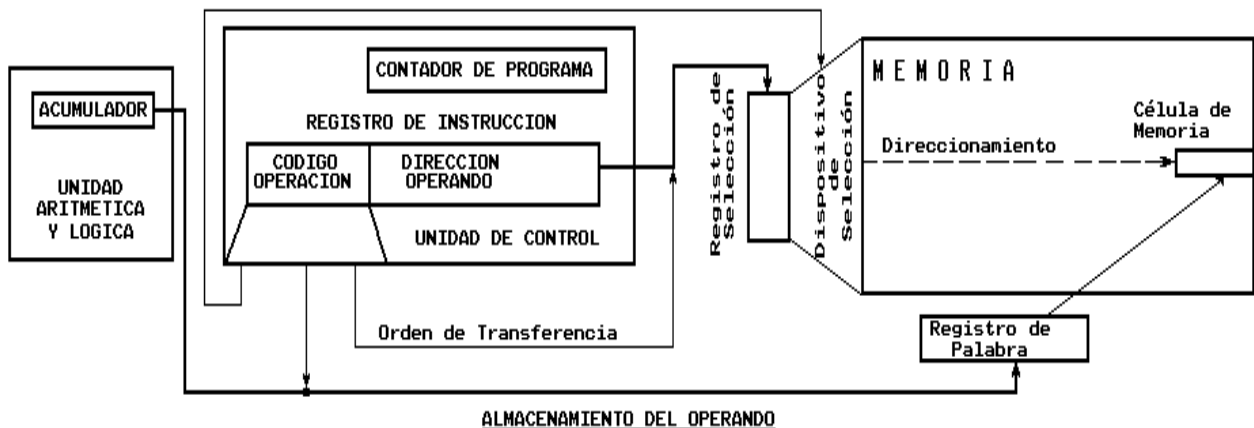 CONTADOR DE PROGRAMA
ACUMULADOR
UNIDAD
ARITMETICA
Y LOGICA
REGISTRO DE INSTRUCCION
CODIGO
OPERACION
DIRECCION
OPERANDO
UNIDAD DE CONTROL
Orden de Transferencia
Registro de
Selección
Dispositivo
de
Selección
MEMORIA
Célula de
Memoria
Direccionamiento
Registro de
Palabra
ALMACENAMIENTO DEL OPERANDO